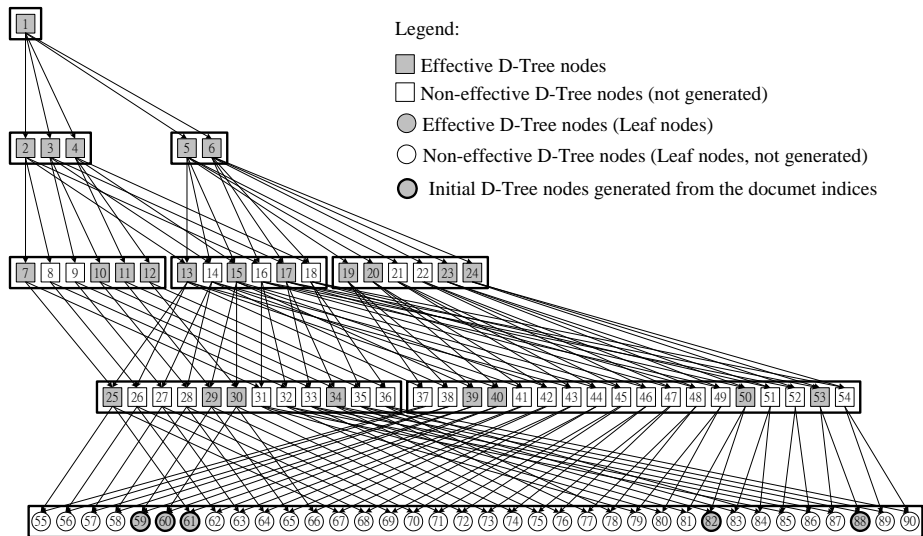 1
Legend:
Effective D-Tree nodes
Non-effective D-Tree nodes (not generated)
Effective D-Tree nodes (Leaf nodes)
Non-effective D-Tree nodes (Leaf nodes, not generated)
Initial D-Tree nodes generated from the documet indices
2 3 4 5 6
7 8 9 10 11 12 13 14 15 16 17 18 19 20 21 22 23 24
25 26 27 28 29 30 31 32 33 34 35 36 37 38 39 40 41 42 43 44 45 46 47 48 49 50 51 52 53 54
55 56 57 58 59 60 61 62 63 64 65 66 67 68 69 70 71 72 73 74 75 76 77 78 79 80 81 82 83 84 85 86 87 88 89 90